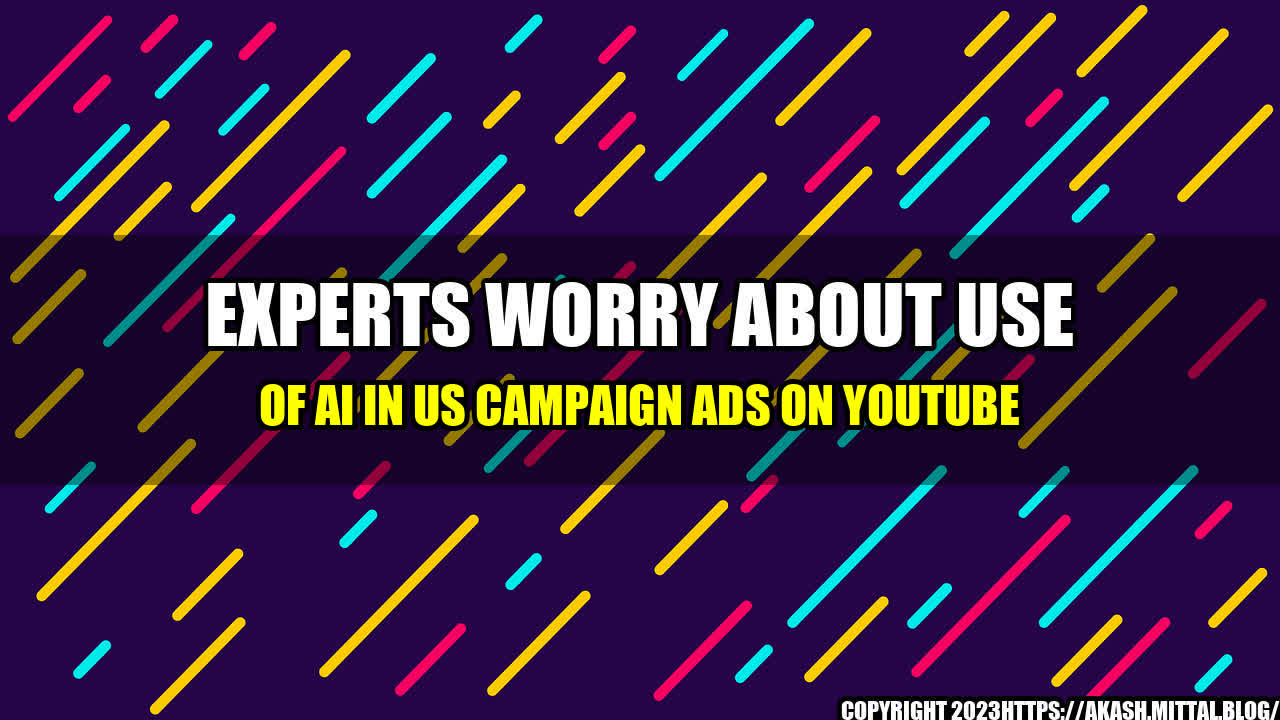 EXPERTS WORRY ABOUT USE
OF AI IN US CAMPAIGN ADS ON YOUTUBE
COPYRIGHT 2023HTTPS://AKASH.MITTAL.BLOG/